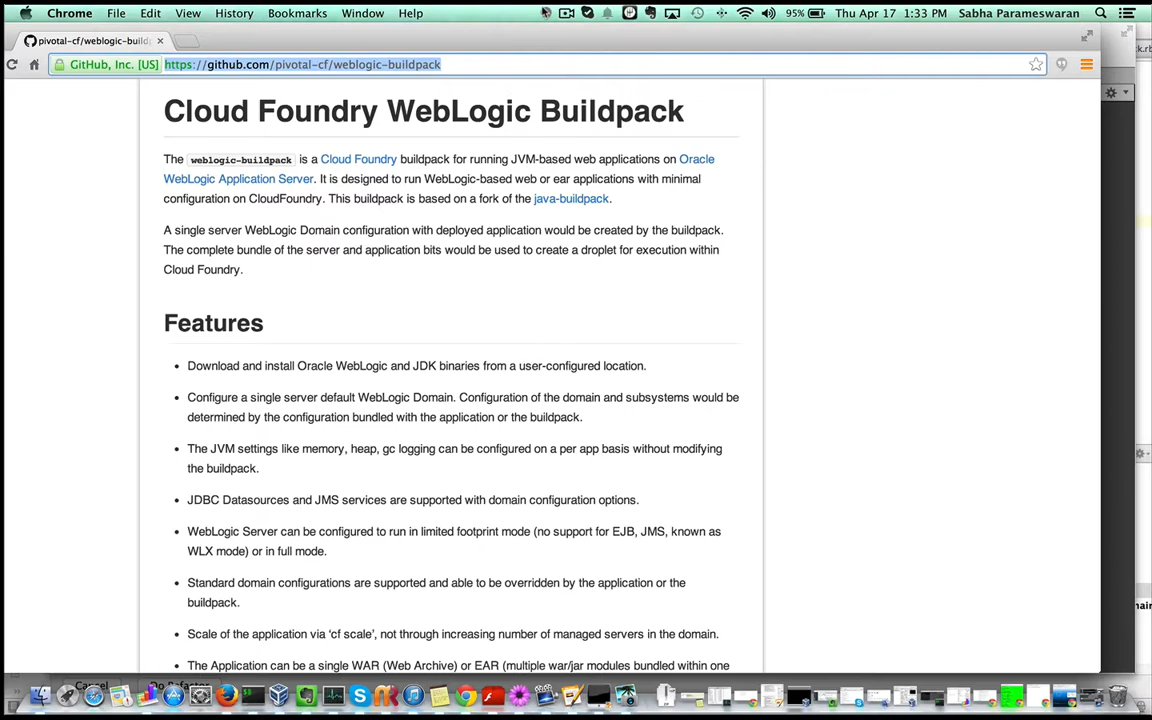 Chrome File Edit View History Bookmarks Window Help 95% Thu Apr 17 1:33 PM Sabha Parameswaran
pivotal-cf/weblogic-build
GitHub, Inc. [US] https://github.com/pivotal-cf/weblogic-buildpack
Cloud Foundry WebLogic Buildpack
The weblogic-buildpack is a Cloud Foundry buildpack for running JVM-based web applications on Oracle
WebLogic Application Server. It is designed to run WebLogic-based web or ear applications with minimal
configuration on CloudFoundry. This buildpack is based on a fork of the java-buildpack.
A single server WebLogic Domain configuration with deployed application would be created by the buildpack.
The complete bundle of the server and application bits would be used to create a droplet for execution within
Cloud Foundry.
Features
• Download and install Oracle WebLogic and JDK binaries from a user-configured location.
• Configure a single server default WebLogic Domain. Configuration of the domain and subsystems would be
determined by the configuration bundled with the application or the buildpack.
• The JVM settings like memory, heap, gc logging can be configured on a per app basis without modifying
the buildpack.
• JDBC Datasources and JMS services are supported with domain configuration options.
• WebLogic Server can be configured to run in limited footprint mode (no support for EJB, JMS, known as
WLX mode) or in full mode.
• Standard domain configurations are supported and able to be overridden by the application or the
buildpack.
• Scale of the application via ‘cf scale’, not through increasing number of managed servers in the domain.
• The Application can be a single WAR (Web Archive) or EAR (multiple war/jar modules bundled within one